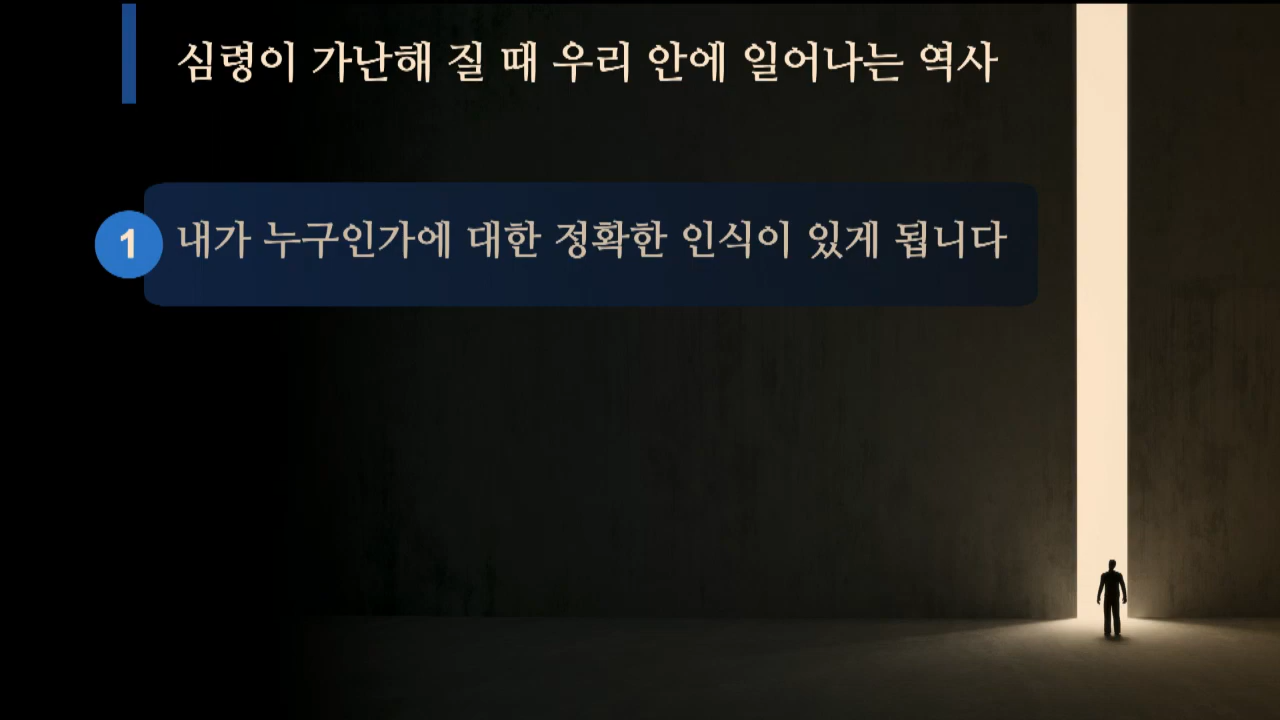 심령이 가난해 질 때 우리 안에 일어나는 역사
1 내가 누구인가에 대한 정확한 인식이 있게 됩니다